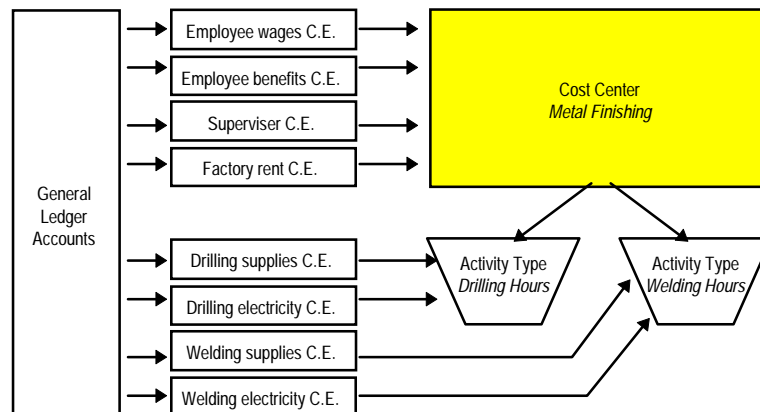 Employee wages C.E.
Employee benefits C.E.
Superviser C.E.
Factory rent C.E.
Cost Center
Metal Finishing
General
Ledger
Accounts
Drilling supplies C.E.
Drilling electricity C.E.
Welding supplies C.E.
Welding electricity C.E.
Activity Type
Drilling Hours
Activity Type
Welding Hours